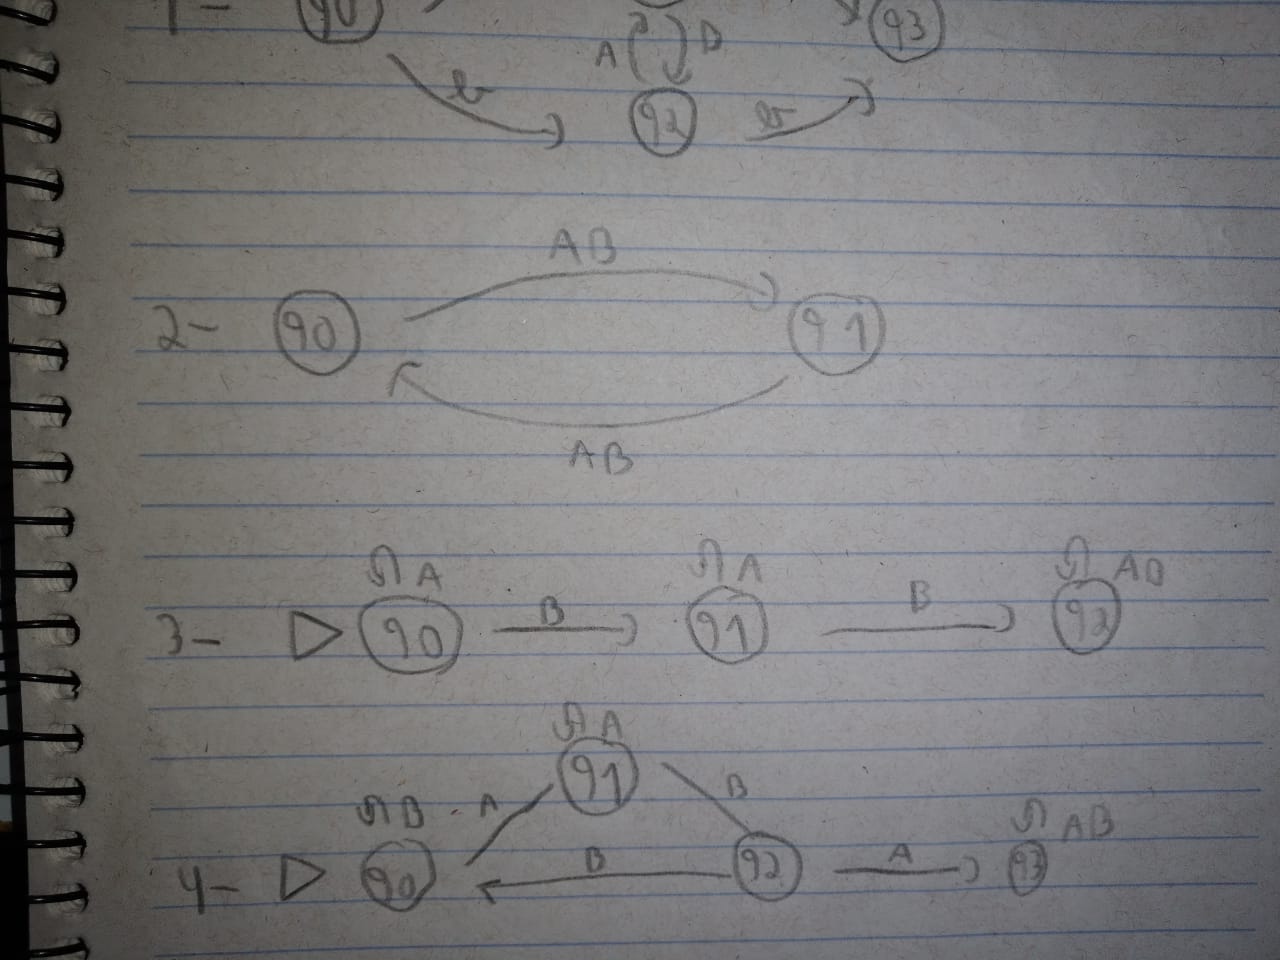 1- q0 q3
A B
b q2 b
AB
2- q0 q1
AB
A A AB
B B
3- q0 q1 q2
A
q1
B A B
B A AB
4- q0 q2 q3